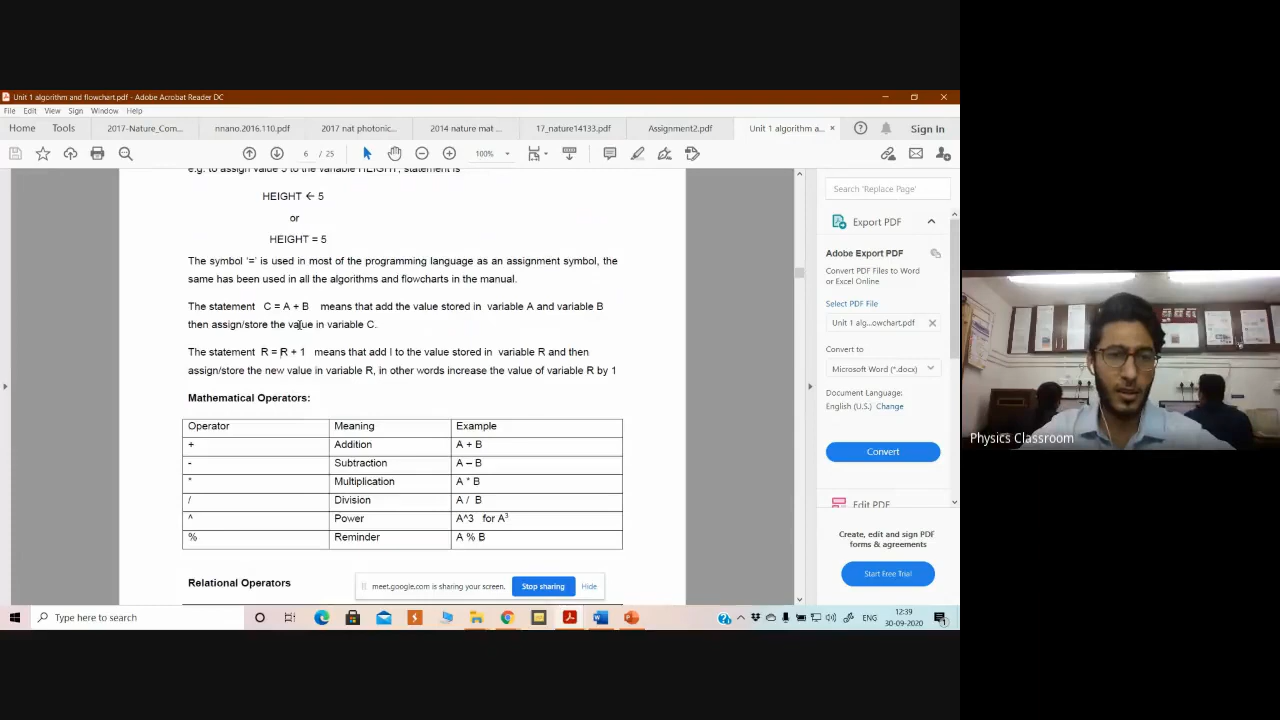 Unit 1 algorithm and flowchart.pdf - Adobe Acrobat Reader DC
File Edit View Sign Window Help
Home Tools 2017-Nature_Com... nnano.2016.110.pdf 2017 nat photonic... 2014 nature mat ... 17_nature14133.pdf Assignment2.pdf Unit 1 algorithm a... × Sign In
6 / 25 100%
e.g. to assign value 5 to the variable HEIGHT, statement is
HEIGHT ← 5
or
HEIGHT = 5
The symbol ‘=’ is used in most of the programming language as an assignment symbol, the
same has been used in all the algorithms and flowcharts in the manual.
The statement C = A + B means that add the value stored in variable A and variable B
then assign/store the value in variable C.
The statement R = R + 1 means that add I to the value stored in variable R and then
assign/store the new value in variable R, in other words increase the value of variable R by 1
Mathematical Operators:
Operator Meaning Example
+ Addition A + B
- Subtraction A – B
* Multiplication A * B
/ Division A / B
^ Power A^3 for A³
% Reminder A % B
Relational Operators
meet.google.com is sharing your screen. Stop sharing Hide
Search 'Replace Page'
Export PDF
Adobe Export PDF
Convert PDF Files to Word
or Excel Online
Select PDF File
Unit 1 alg...owchart.pdf
Convert to
Microsoft Word (*.docx)
Document Language:
English (U.S.) Change
Convert
Edit PDF
Create, edit and sign PDF
forms & agreements
Start Free Trial
Physics Classroom
Type here to search
ENG
12:39
30-09-2020